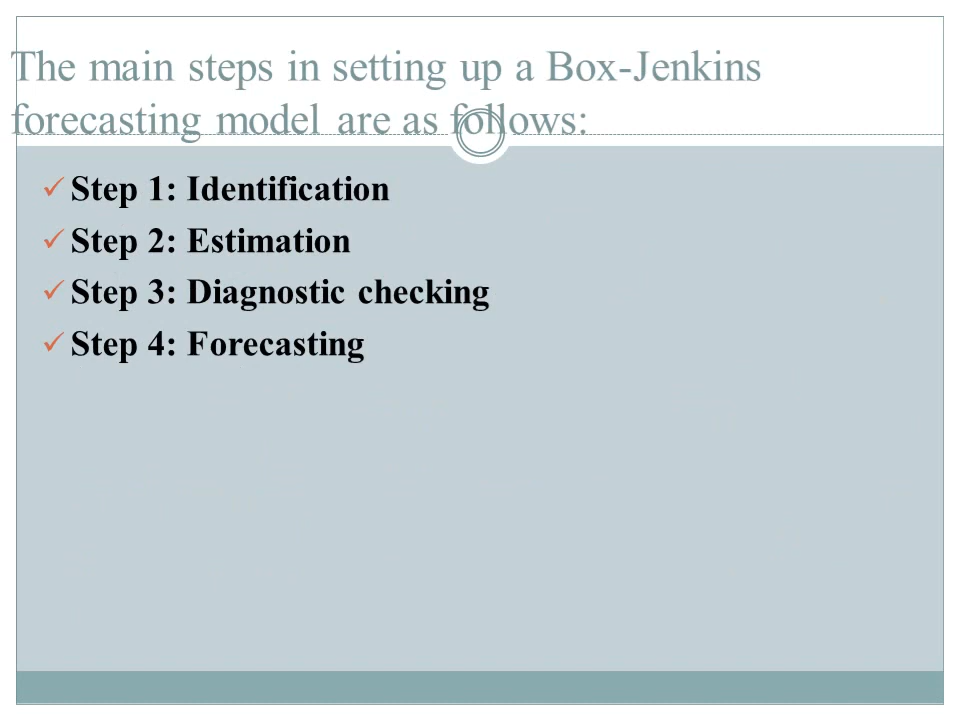 The main steps in setting up a Box-Jenkins
forecasting model are as follows:
Step 1: Identification
Step 2: Estimation
Step 3: Diagnostic checking
Step 4: Forecasting